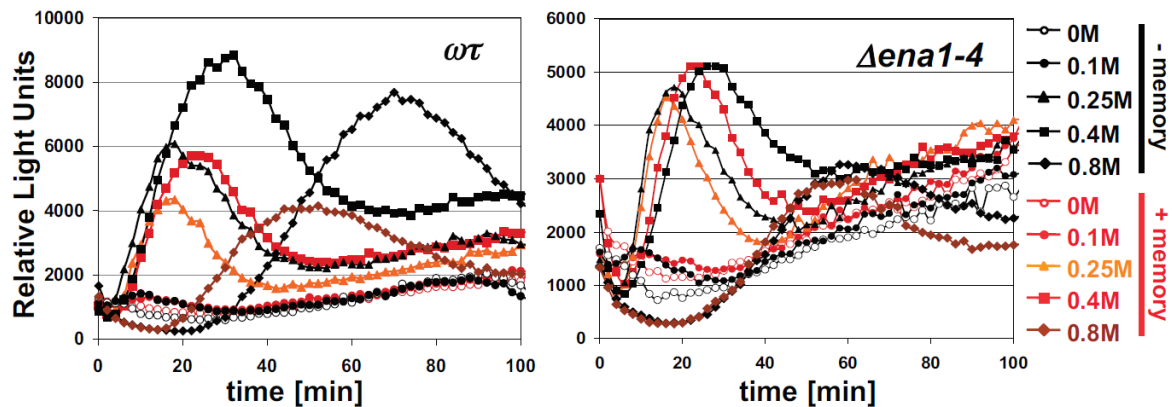 Relative Light Units
10000
8000
6000
4000
2000
0
0 20 40 60 80 100
time [min]
ωτ
6000
5000
4000
3000
2000
1000
0
0 20 40 60 80 100
time [min]
Δena1-4
0M
0.1M
0.25M
0.4M
0.8M
- memory
0M
0.1M
0.25M
0.4M
0.8M
+ memory